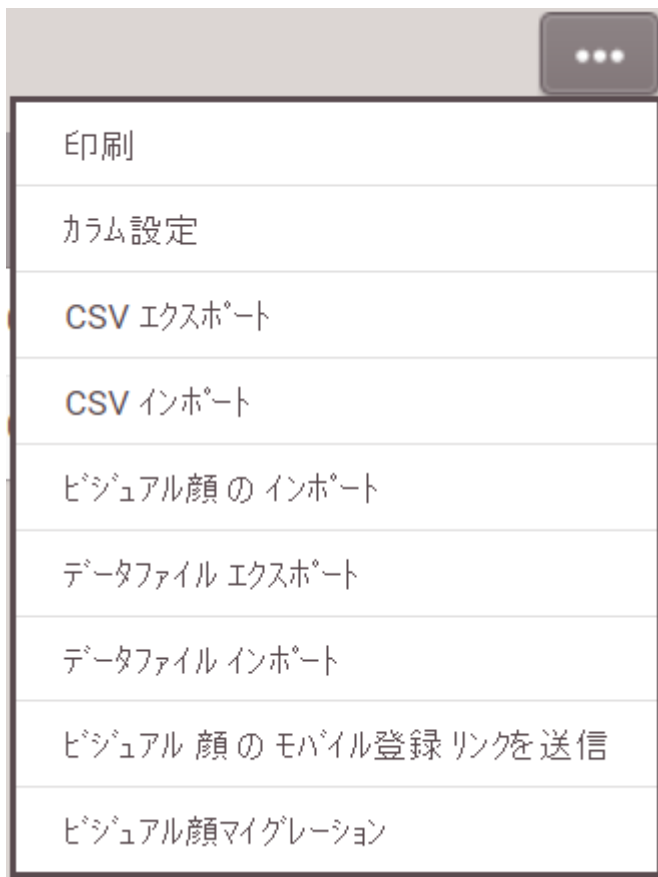 印刷
カラム設定
CSV エクスポート
CSV インポート
ビジュアル顔 の インポート
データファイル エクスポート
データファイル インポート
ビジュアル 顔 の モバイル登録 リンクを送信
ビジュアル顔マイグレーション